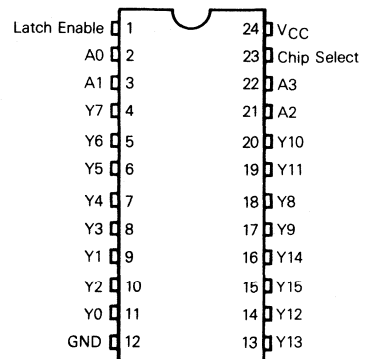 Latch Enable 1 24 VCC
A0 2 23 Chip Select
A1 3 22 A3
Y7 4 21 A2
Y6 5 20 Y10
Y5 6 19 Y11
Y4 7 18 Y8
Y3 8 17 Y9
Y1 9 16 Y14
Y2 10 15 Y15
Y0 11 14 Y12
GND 12 13 Y13